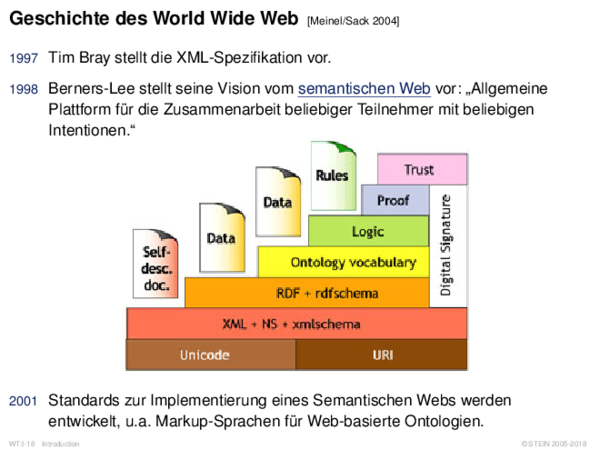 Geschichte des World Wide Web [Meinel/Sack 2004]
1997 Tim Bray stellt die XML-Spezifikation vor.
1998 Berners-Lee stellt seine Vision vom semantischen Web vor: „Allgemeine
Plattform für die Zusammenarbeit beliebiger Teilnehmer mit beliebigen
Intentionen.“
Trust
Rules
Proof
Data
Logic
Digital Signature
Data
Ontology vocabulary
Self-
desc.
doc.
RDF + rdfschema
XML + NS + xmlschema
Unicode URI
2001 Standards zur Implementierung eines Semantischen Webs werden
entwickelt, u.a. Markup-Sprachen für Web-basierte Ontologien.
WT:I-18 Introduction © STEIN 2005-2018